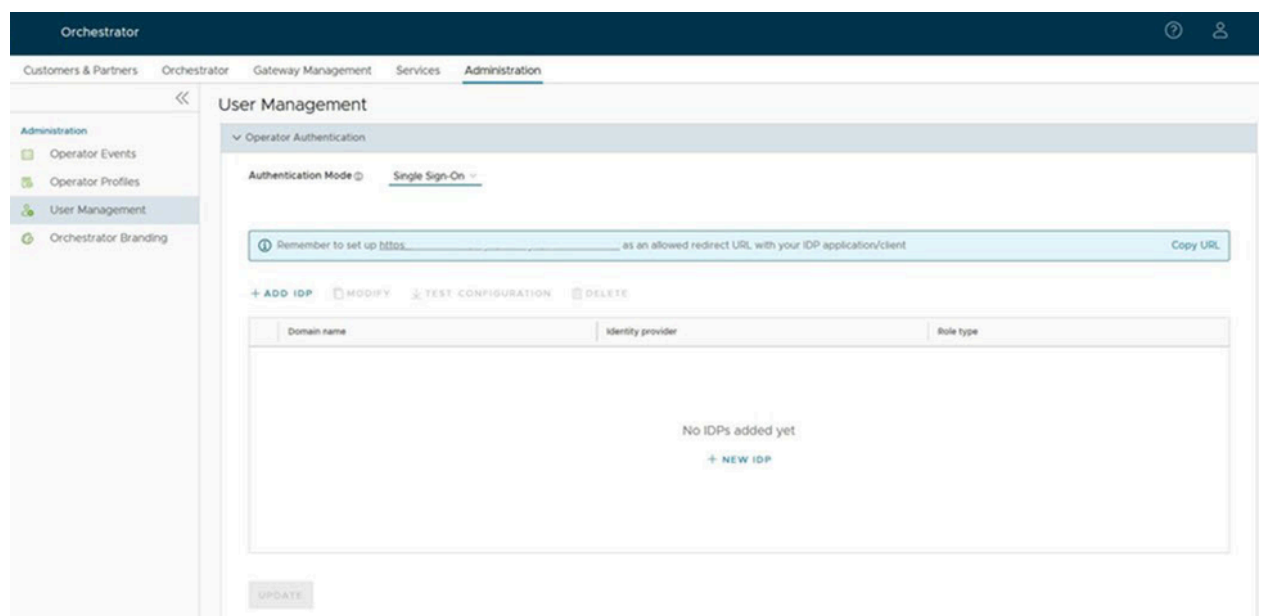 Orchestrator
Customers & Partners Orchestrator Gateway Management Services Administration
User Management
Administration
Operator Events
Operator Profiles
User Management
Orchestrator Branding
Operator Authentication
Authentication Mode Single Sign-On
Remember to set up https as an allowed redirect URL with your IDP application/client Copy URL
+ ADD IDP MODIFY TEST CONFIGURATION DELETE
Domain name Identity provider Role type
No IDPs added yet
+ NEW IDP
UPDATE